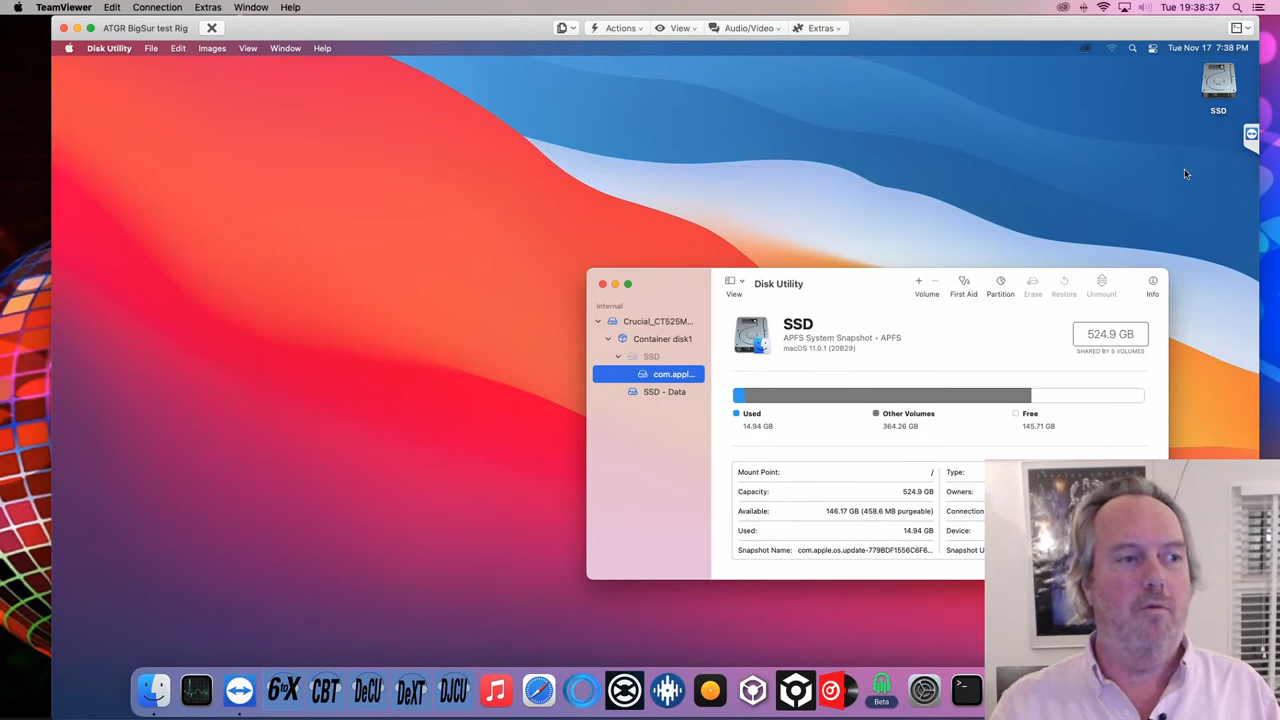 TeamViewer Edit Connection Extras Window Help Tue 19:38:37
ATGR BigSur test Rig Actions View Audio/Video Extras
Disk Utility File Edit Images View Window Help Tue Nov 17 7:38 PM
SSD
Disk Utility
View Volume First Aid Partition Erase Restore Unmount Info
Internal
Crucial_CT525M...
Container disk1
SSD
com.appl...
SSD - Data
SSD
APFS System Snapshot • APFS
macOS 11.0.1 (20B29)
524.9 GB
SHARED BY 5 VOLUMES
Used Other Volumes Free
14.94 GB 364.26 GB 145.71 GB
Mount Point: / Type:
Capacity: 524.9 GB Owners:
Available: 146.17 GB (458.6 MB purgeable) Connection
Used: 14.94 GB Device:
Snapshot Name: com.apple.os.update-779BDF1556C6F6... Snapshot U
6toX CBT DeCU DeXT DJCU
Beta